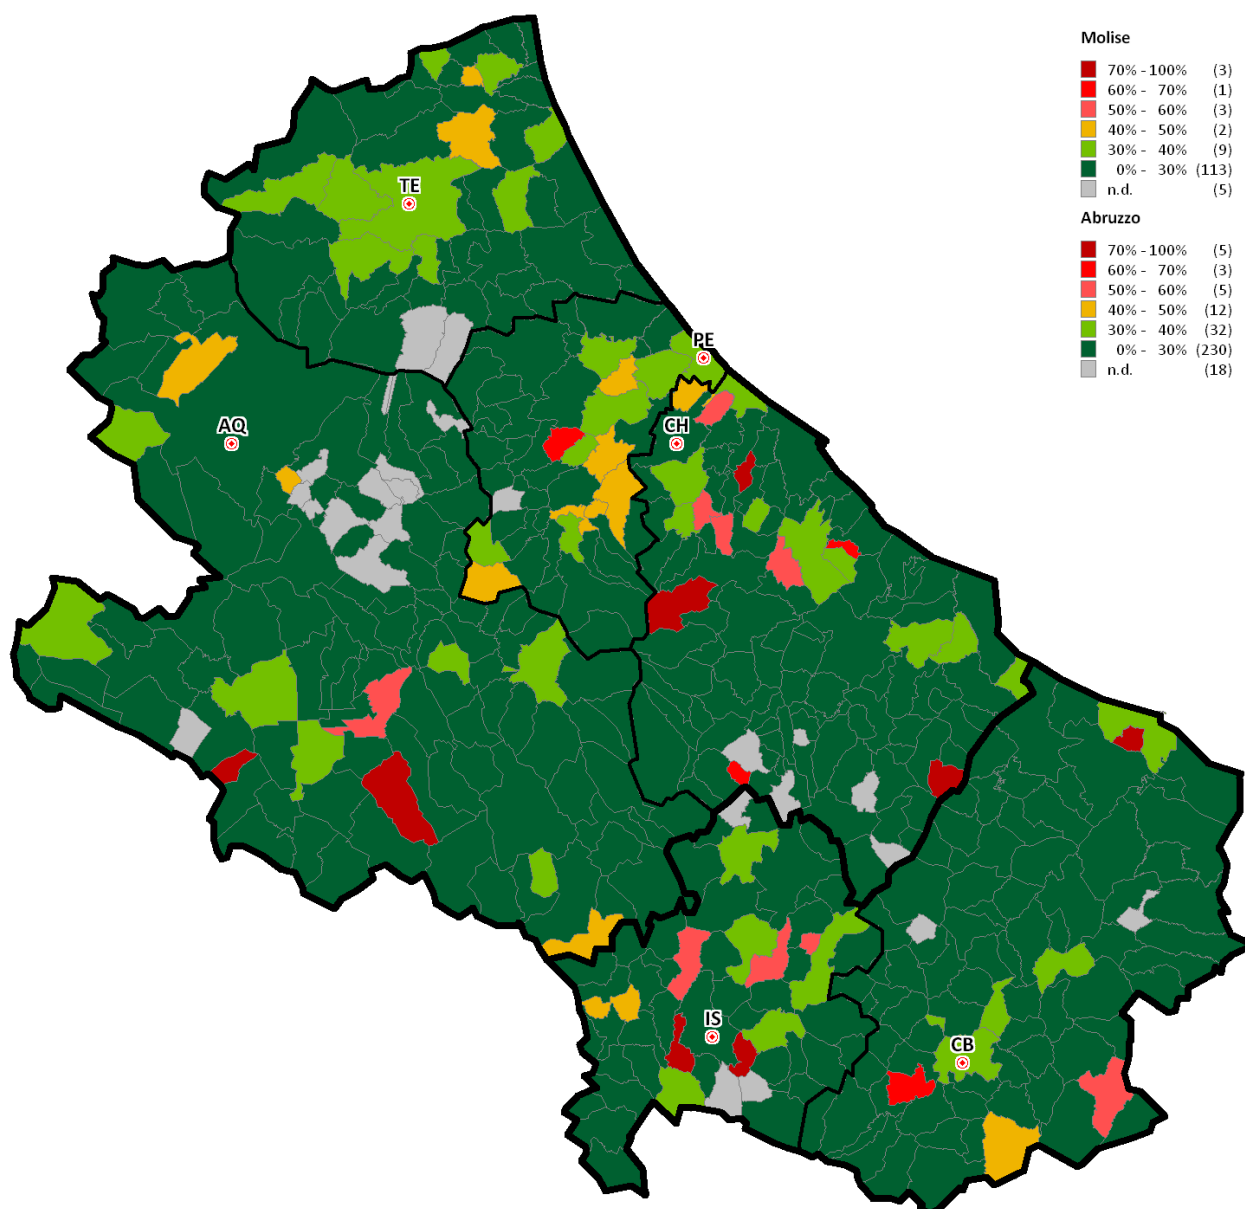 Molise
70% - 100% (3)
60% - 70% (1)
50% - 60% (3)
40% - 50% (2)
30% - 40% (9)
0% - 30% (113)
n.d. (5)
Abruzzo
70% - 100% (5)
60% - 70% (3)
50% - 60% (5)
40% - 50% (12)
30% - 40% (32)
0% - 30% (230)
n.d. (18)
TE
PE
AQ
CH
IS
CB